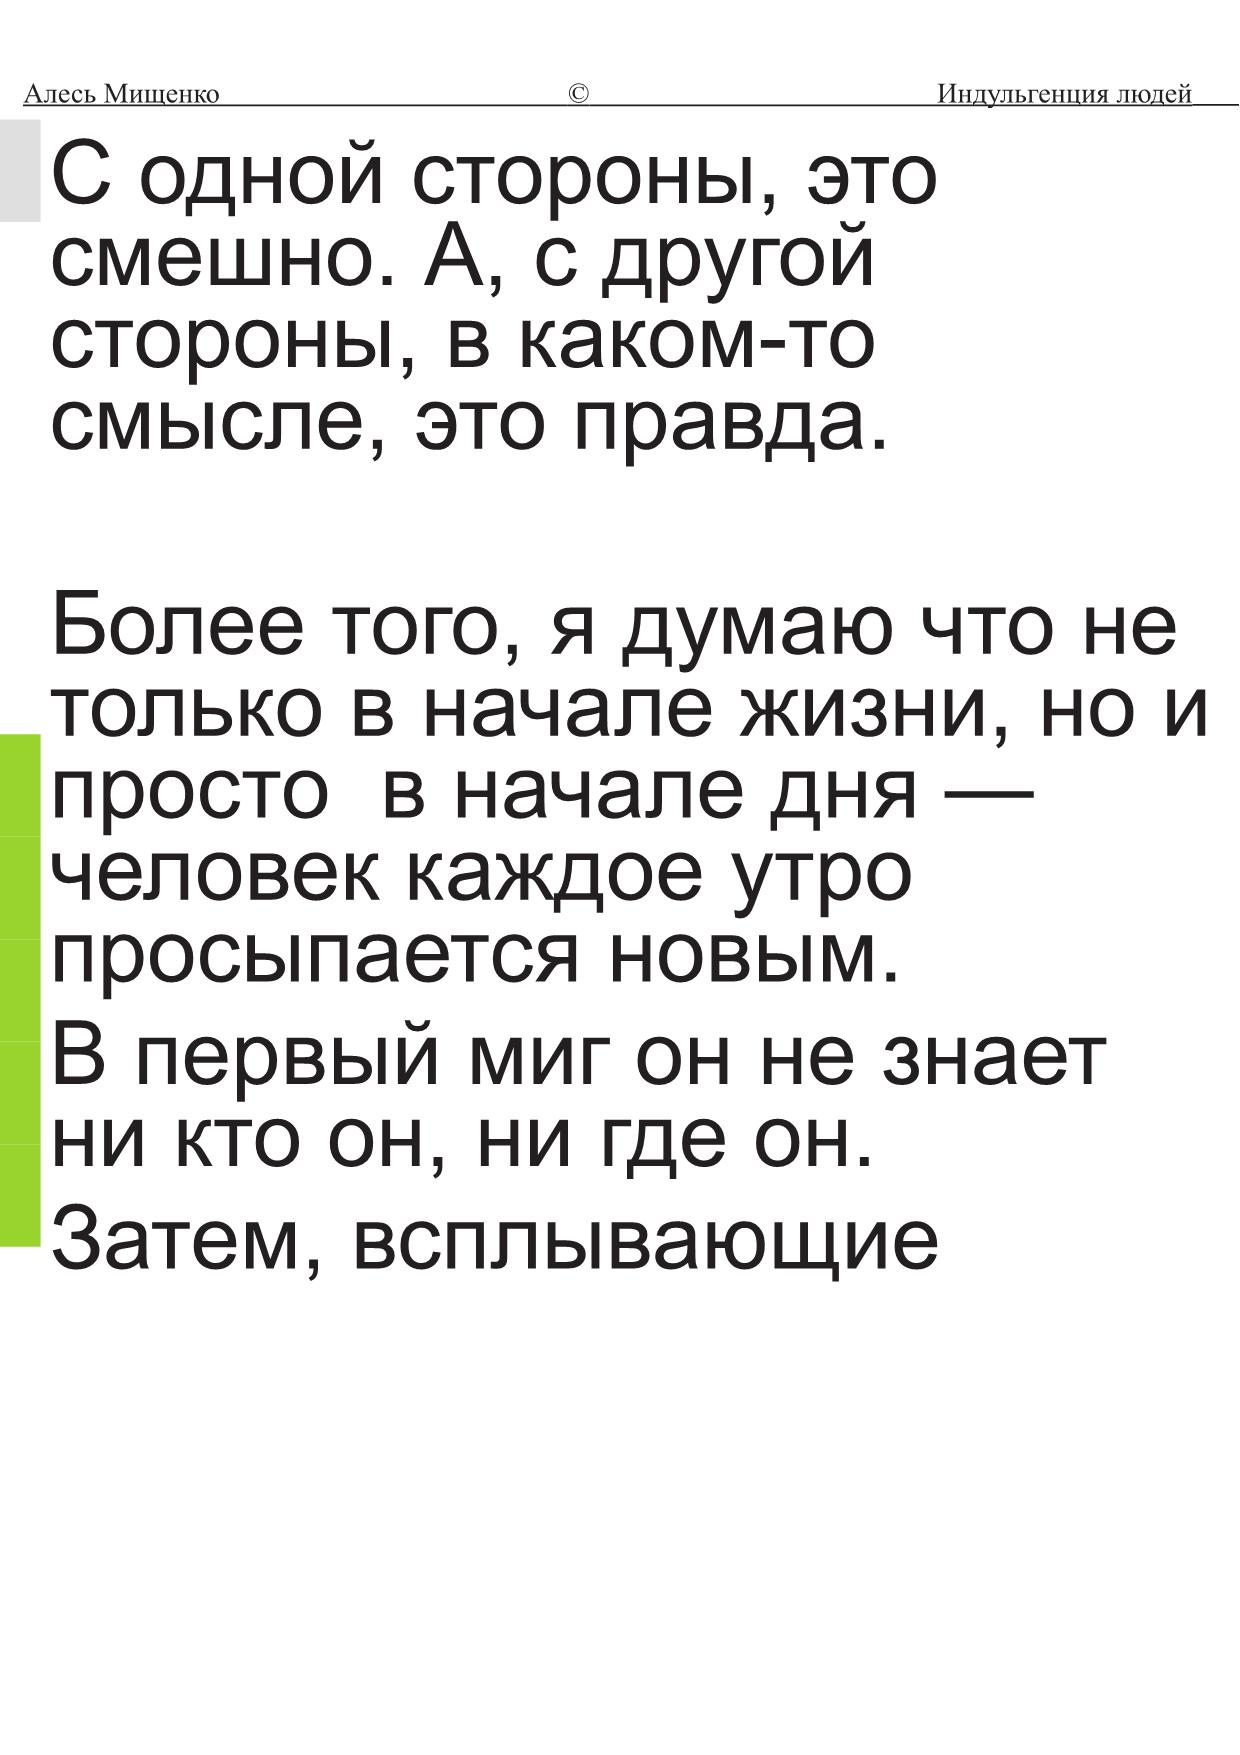 Алесь Мищенко © Индульгенция людей
С одной стороны, это
смешно. А, с другой
стороны, в каком-то
смысле, это правда.
Более того, я думаю что не
только в начале жизни, но и
просто  в начале дня —
человек каждое утро
просыпается новым.
В первый миг он не знает
ни кто он, ни где он.
Затем, всплывающие